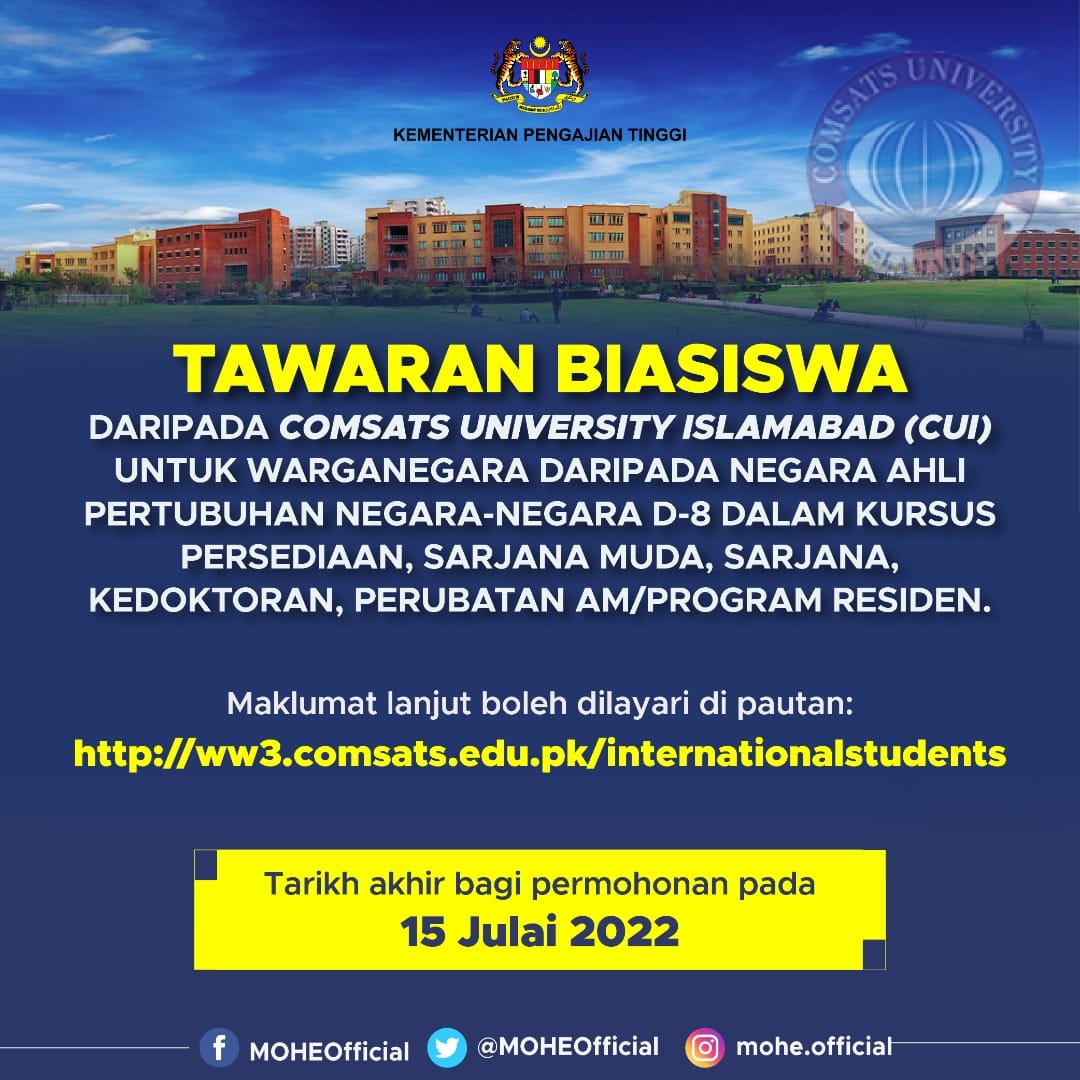 KEMENTERIAN PENGAJIAN TINGGI
COMSATS UNIVERSITY
TAWARAN BIASISWA
DARIPADA COMSATS UNIVERSITY ISLAMABAD (CUI)
UNTUK WARGANEGARA DARIPADA NEGARA AHLI
PERTUBUHAN NEGARA-NEGARA D-8 DALAM KURSUS
PERSEDIAAN, SARJANA MUDA, SARJANA,
KEDOKTORAN, PERUBATAN AM/PROGRAM RESIDEN.
Maklumat lanjut boleh dilayari di pautan:
http://ww3.comsats.edu.pk/internationalstudents
Tarikh akhir bagi permohonan pada
15 Julai 2022
MOHEOfficial
@MOHEOfficial
mohe.official